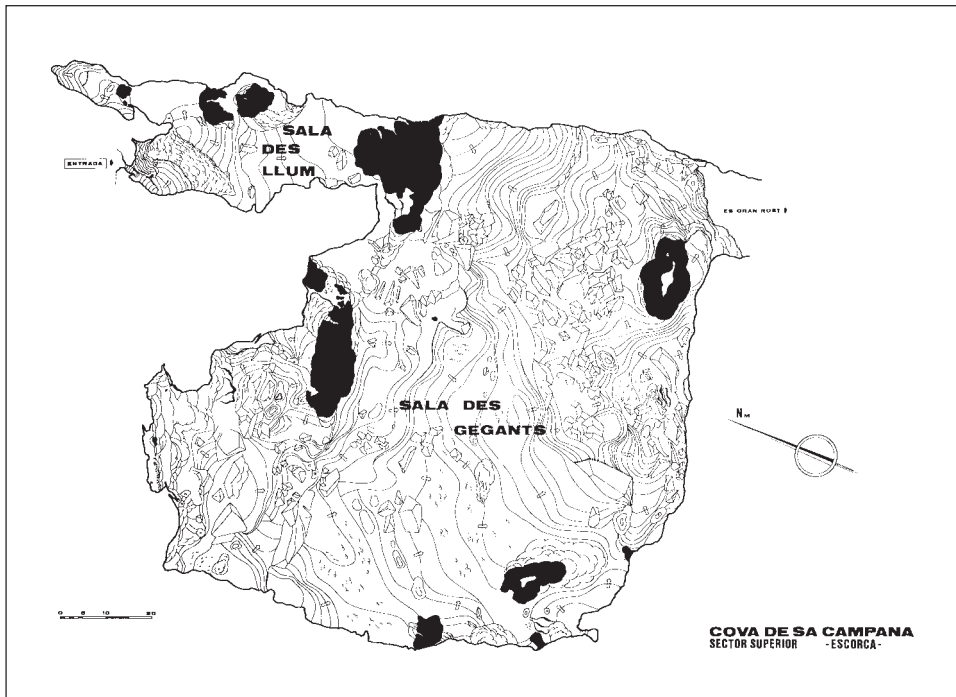 SALA
DES
LLUM
ENTRADA
ES GRAN RUST
SALA DES
GEGANTS
NM
0 5 10 20
COVA DE SA CAMPANA
SECTOR SUPERIOR -ESCORCA-